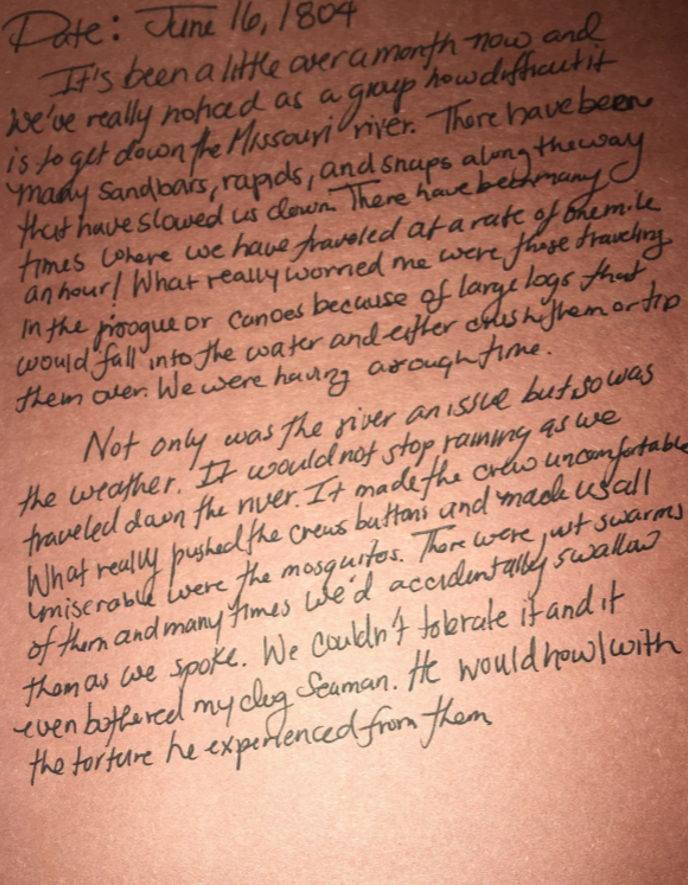 Date: June 16, 1804
It's been a little over a month now and
we've really noticed as a group how difficult it
is to get down the Missouri river. There have been
many sandbars, rapids, and snags along the way
that have slowed us down. There have been many
times where we have traveled at a rate of one mile
an hour! What really worried me were those traveling
in the piroogue or canoes because of large logs that
would fall into the water and either crush them or tip
them over. We were having a rough time.
Not only was the river an issue but, so was
the weather. It would not stop raining as we
traveled down the river. It made the crew uncomfortable
What really pushed the crews buttons and made us all
miserable were the mosquitos. There were just swarms
of them and many times we'd accidentally swallow
them as we spoke. We couldn't tolerate it and it
even bothered my dog Seaman. He would howl with
the torture he experienced from them